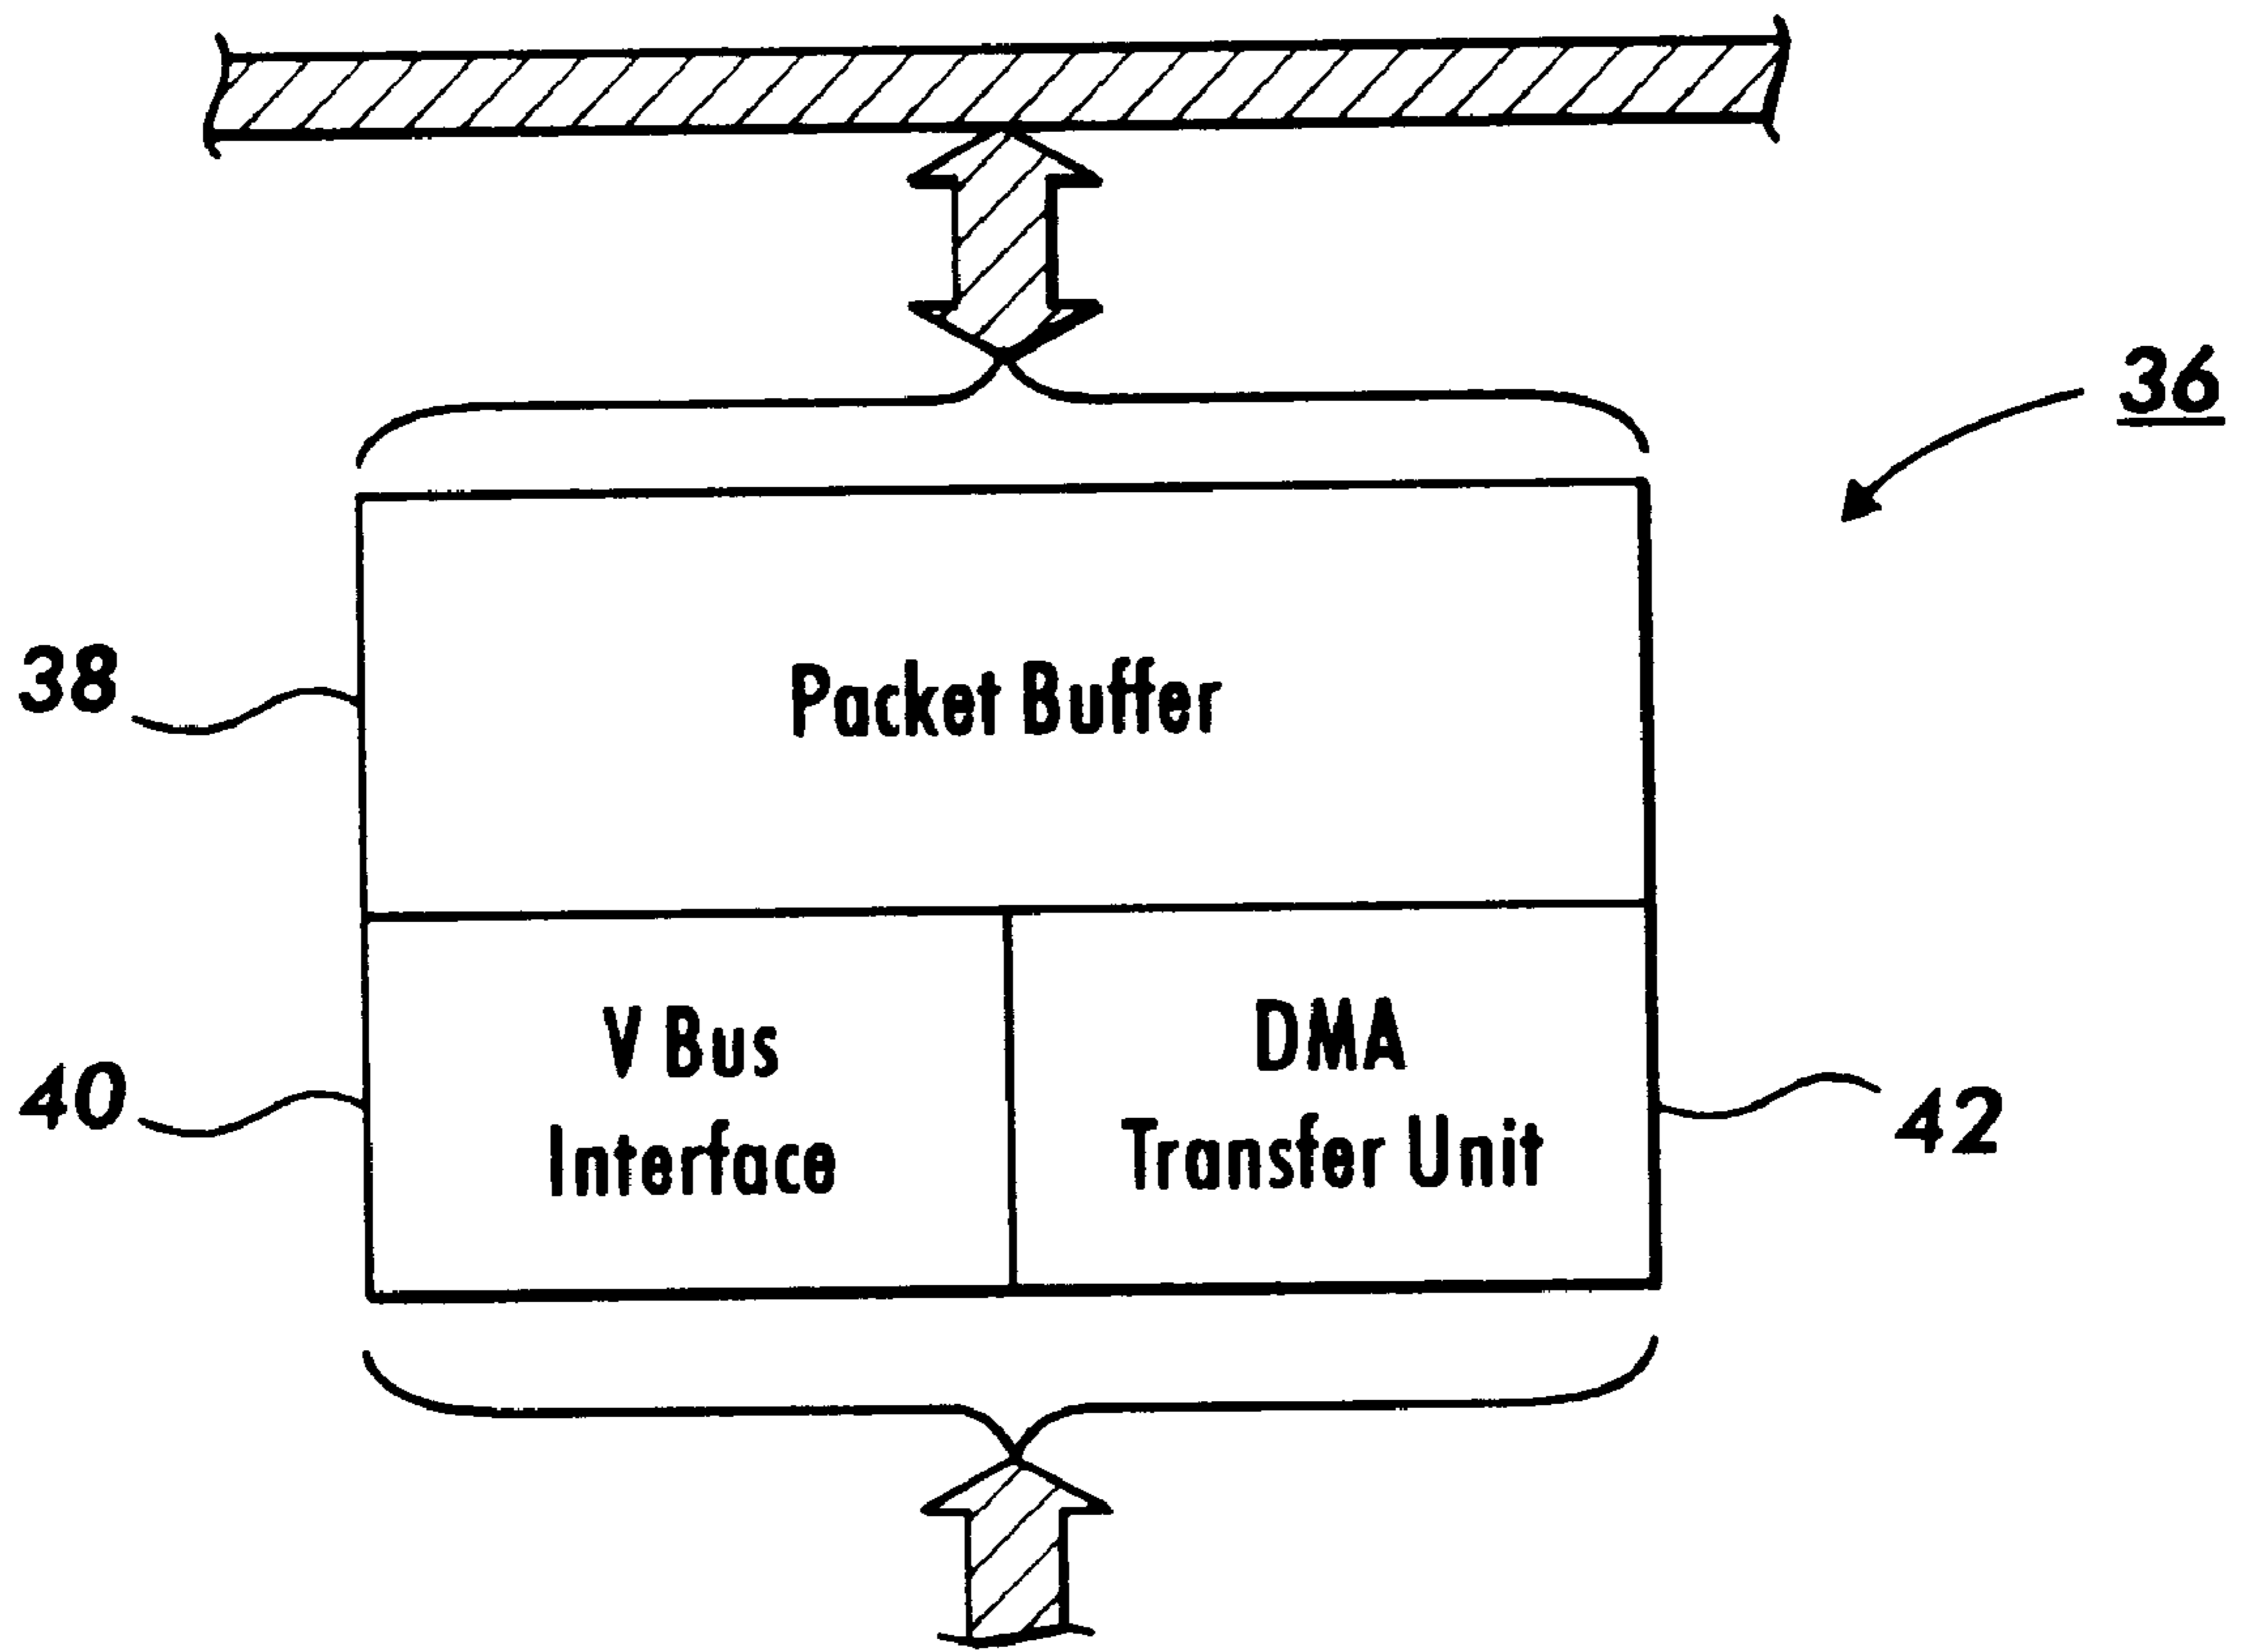 36
38
Packet Buffer
V Bus
Interface
DMA
Transfer Unit
40
42